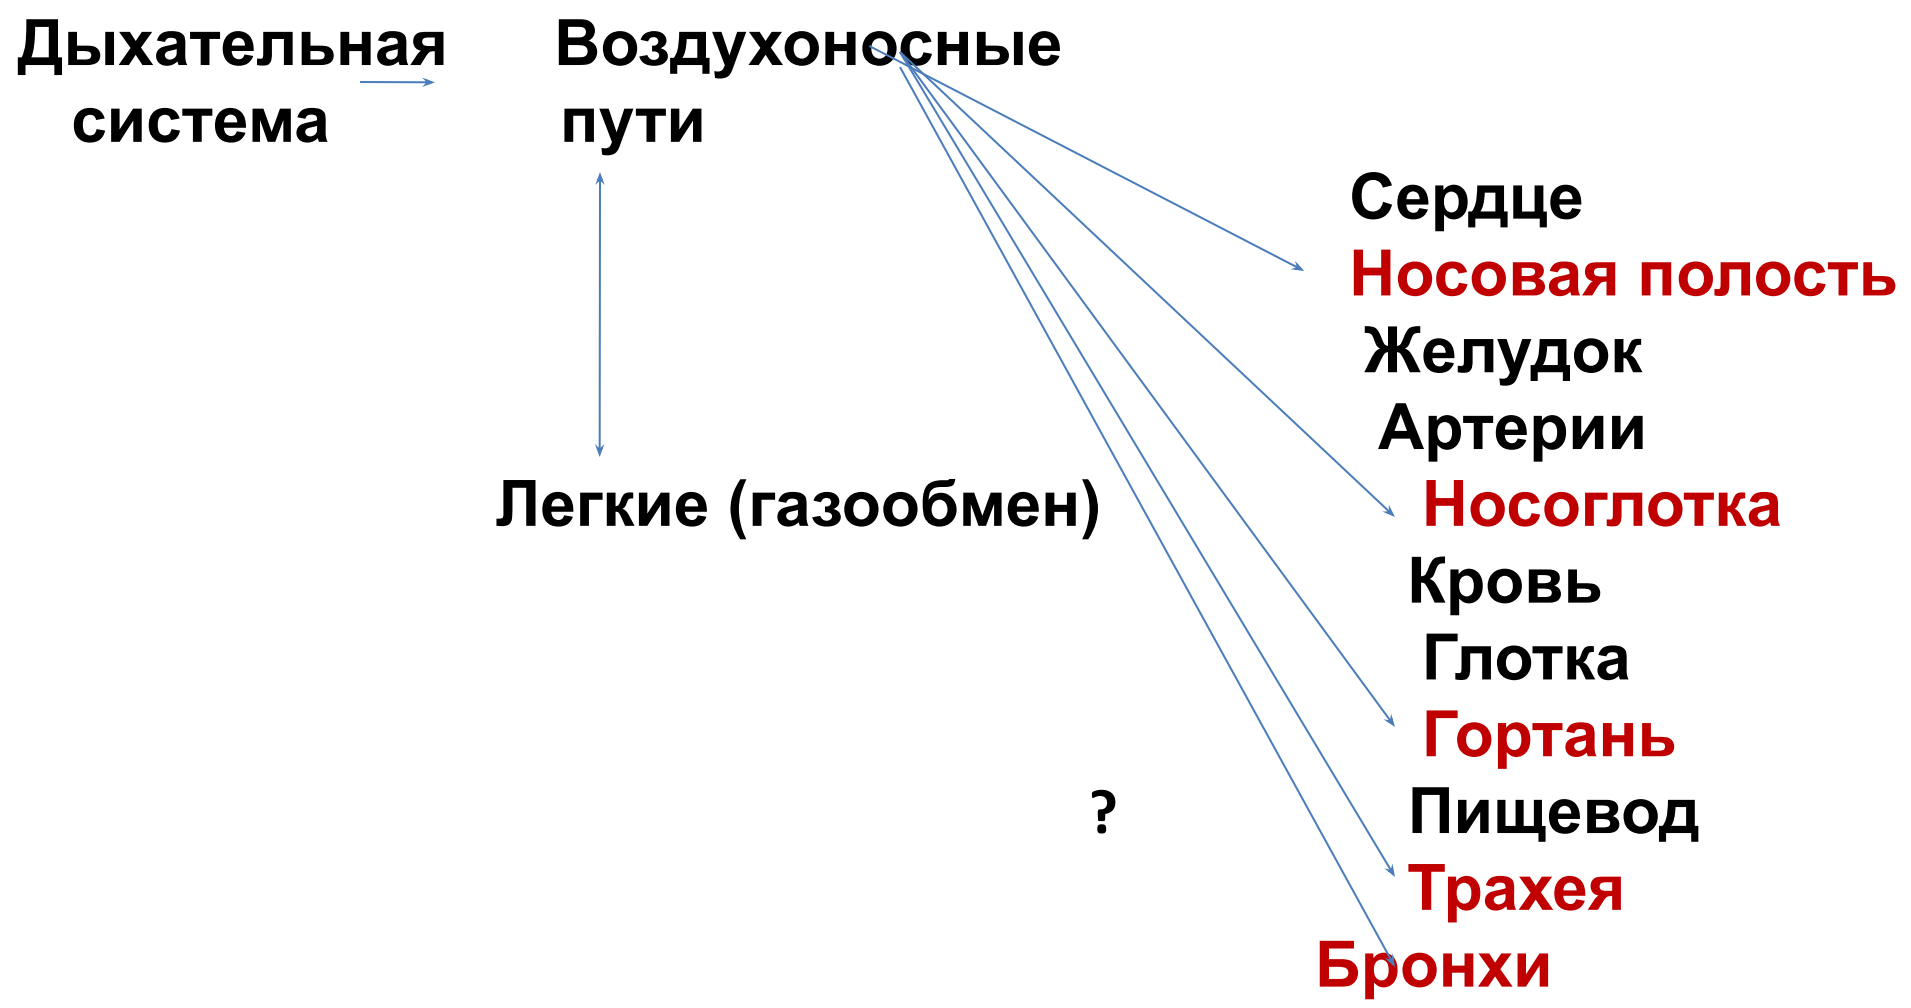 Дыхательная Воздухоносные
система пути
Сердце
Носовая полость
Желудок
Артерии
Легкие (газообмен) Носоглотка
Кровь
Глотка
Гортань
? Пищевод
Трахея
Бронхи